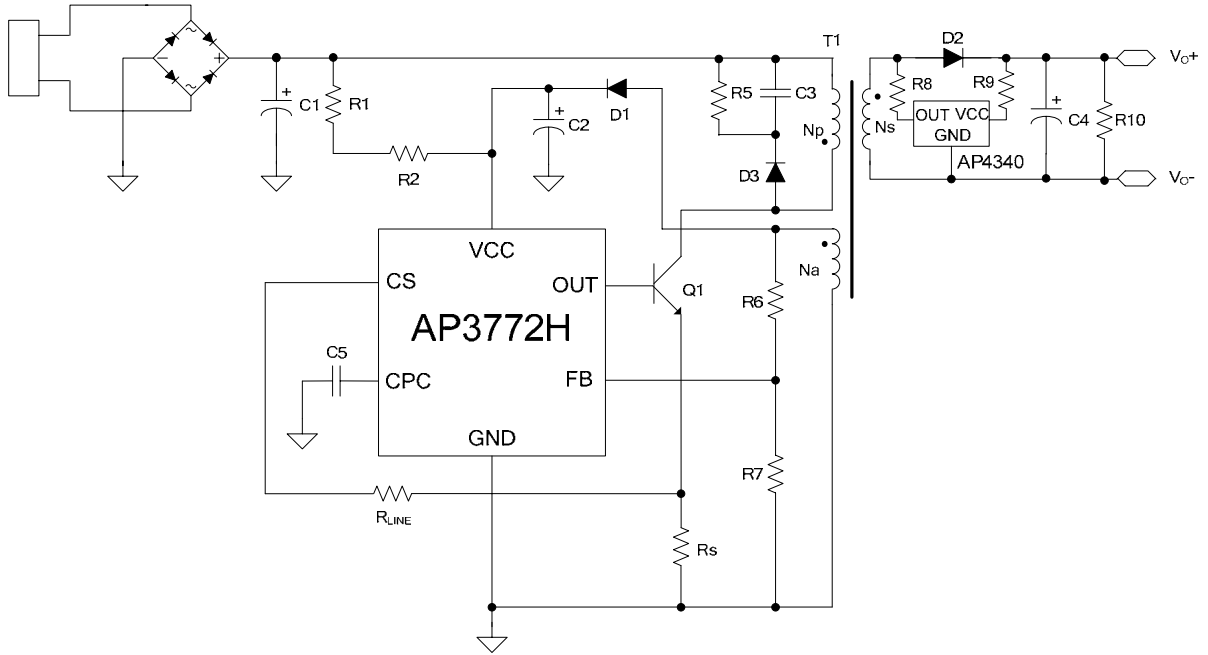 T1
D2
Vo+
R8
R9
C1
R1
C2
D1
R5
C3
Np
Ns
OUT VCC
GND
C4
R10
AP4340
R2
D3
Vo-
VCC
CS
OUT
Q1
Na
R6
AP3772H
C5
CPC
FB
GND
R7
RLINE
Rs
+
+
+
+
-
~
~